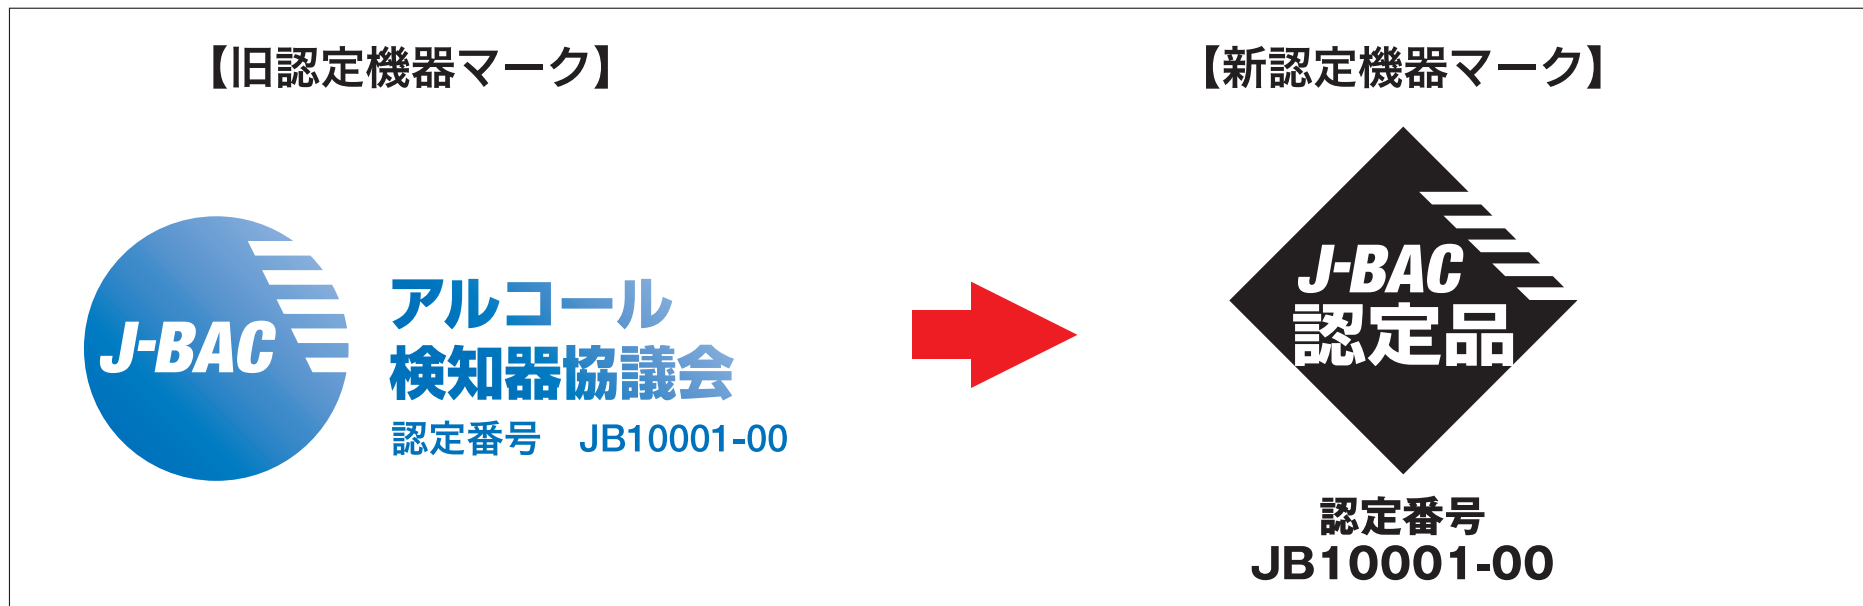 【旧認定機器マーク】
J-BAC
アルコール
検知器協議会
認定番号　JB10001-00
【新認定機器マーク】
J-BAC
認定品
認定番号
JB10001-00